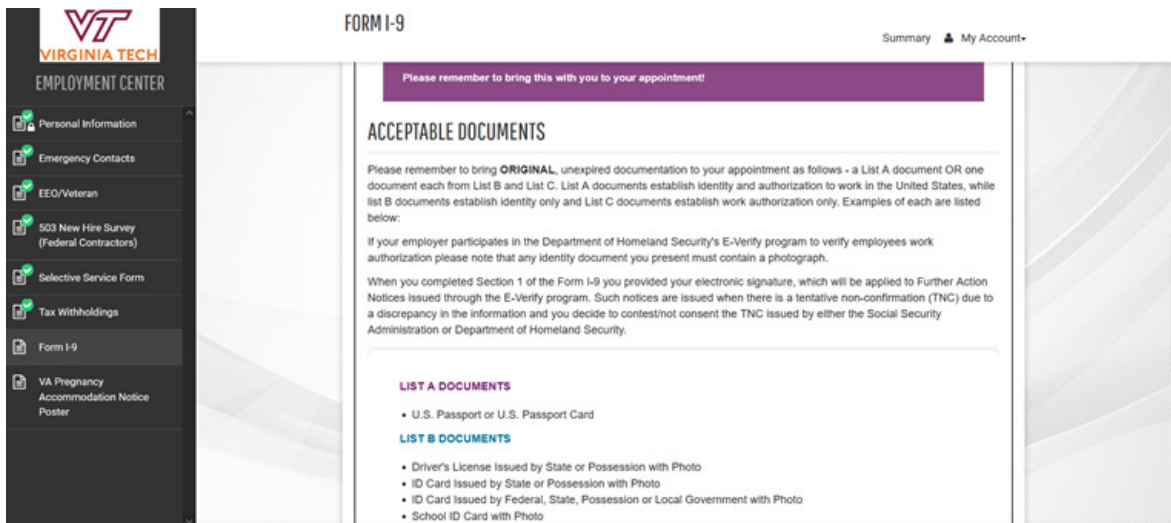 VT
VIRGINIA TECH
EMPLOYMENT CENTER
Personal Information
Emergency Contacts
EEO/Veteran
503 New Hire Survey
(Federal Contractors)
Selective Service Form
Tax Withholdings
Form I-9
VA Pregnancy
Accommodation Notice
Poster
FORM I-9
Summary My Account
Please remember to bring this with you to your appointment!
ACCEPTABLE DOCUMENTS
Please remember to bring ORIGINAL, unexpired documentation to your appointment as follows - a List A document OR one
document each from List B and List C. List A documents establish identity and authorization to work in the United States, while
list B documents establish identity only and List C documents establish work authorization only. Examples of each are listed
below:
If your employer participates in the Department of Homeland Security's E-Verify program to verify employees work
authorization please note that any identity document you present must contain a photograph.
When you completed Section 1 of the Form I-9 you provided your electronic signature, which will be applied to Further Action
Notices issued through the E-Verify program. Such notices are issued when there is a tentative non-confirmation (TNC) due to
a discrepancy in the information and you decide to contest/not consent the TNC issued by either the Social Security
Administration or Department of Homeland Security.
LIST A DOCUMENTS
• U.S. Passport or U.S. Passport Card
LIST B DOCUMENTS
• Driver's License Issued by State or Possession with Photo
• ID Card Issued by State or Possession with Photo
• ID Card Issued by Federal, State, Possession or Local Government with Photo
• School ID Card with Photo